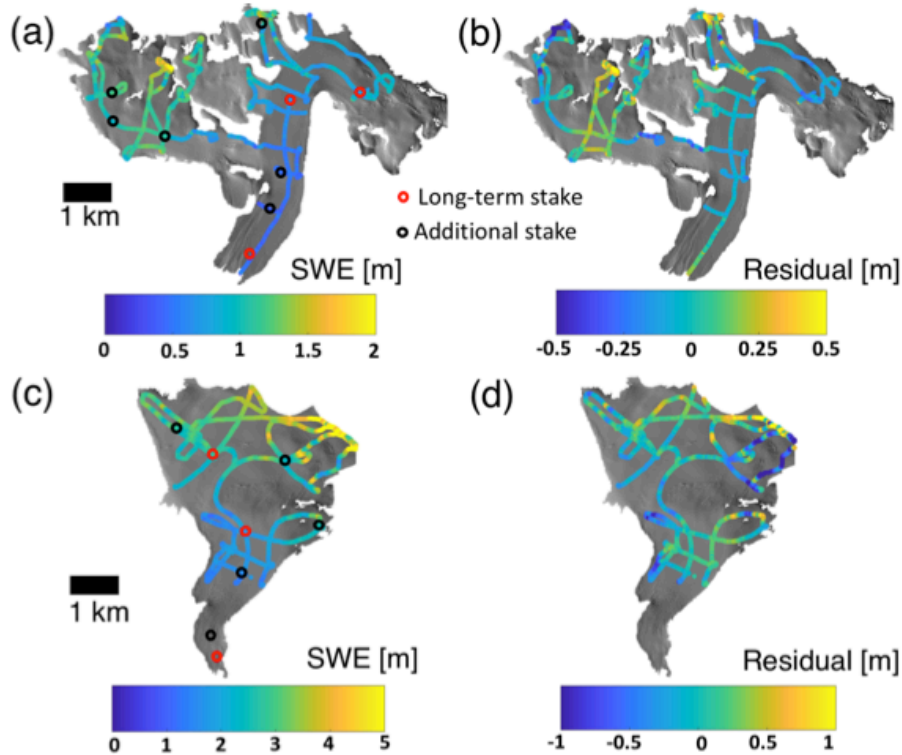 (a)
(b)
1 km
Long-term stake
Additional stake
SWE [m]
Residual [m]
0 0.5 1 1.5 2
-0.5 -0.25 0 0.25 0.5
(c)
(d)
1 km
SWE [m]
Residual [m]
0 1 2 3 4 5
-1 -0.5 0 0.5 1